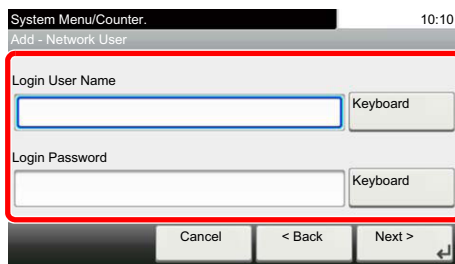 System Menu/Counter. 10:10
Add - Network User
Login User Name
Keyboard
Login Password
Keyboard
Cancel < Back Next >